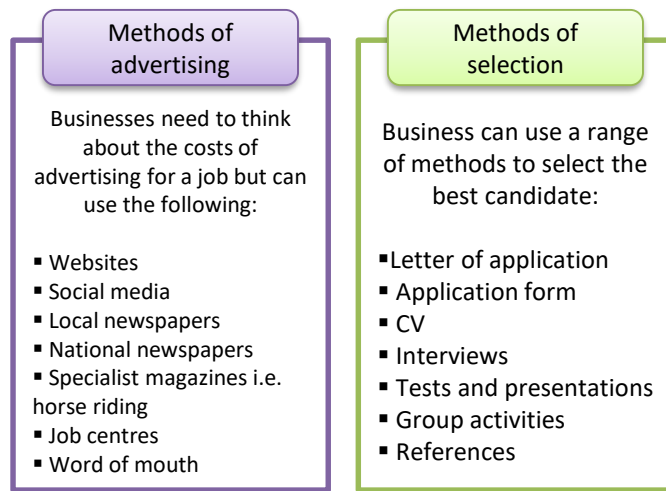 Methods of
advertising
Businesses need to think
about the costs of
advertising for a job but can
use the following:
▪ Websites
▪ Social media
▪ Local newspapers
▪ National newspapers
▪ Specialist magazines i.e.
horse riding
▪ Job centres
▪ Word of mouth
Methods of
selection
Business can use a range
of methods to select the
best candidate:
▪Letter of application
▪ Application form
▪ CV
▪ Interviews
▪ Tests and presentations
▪ Group activities
▪ References